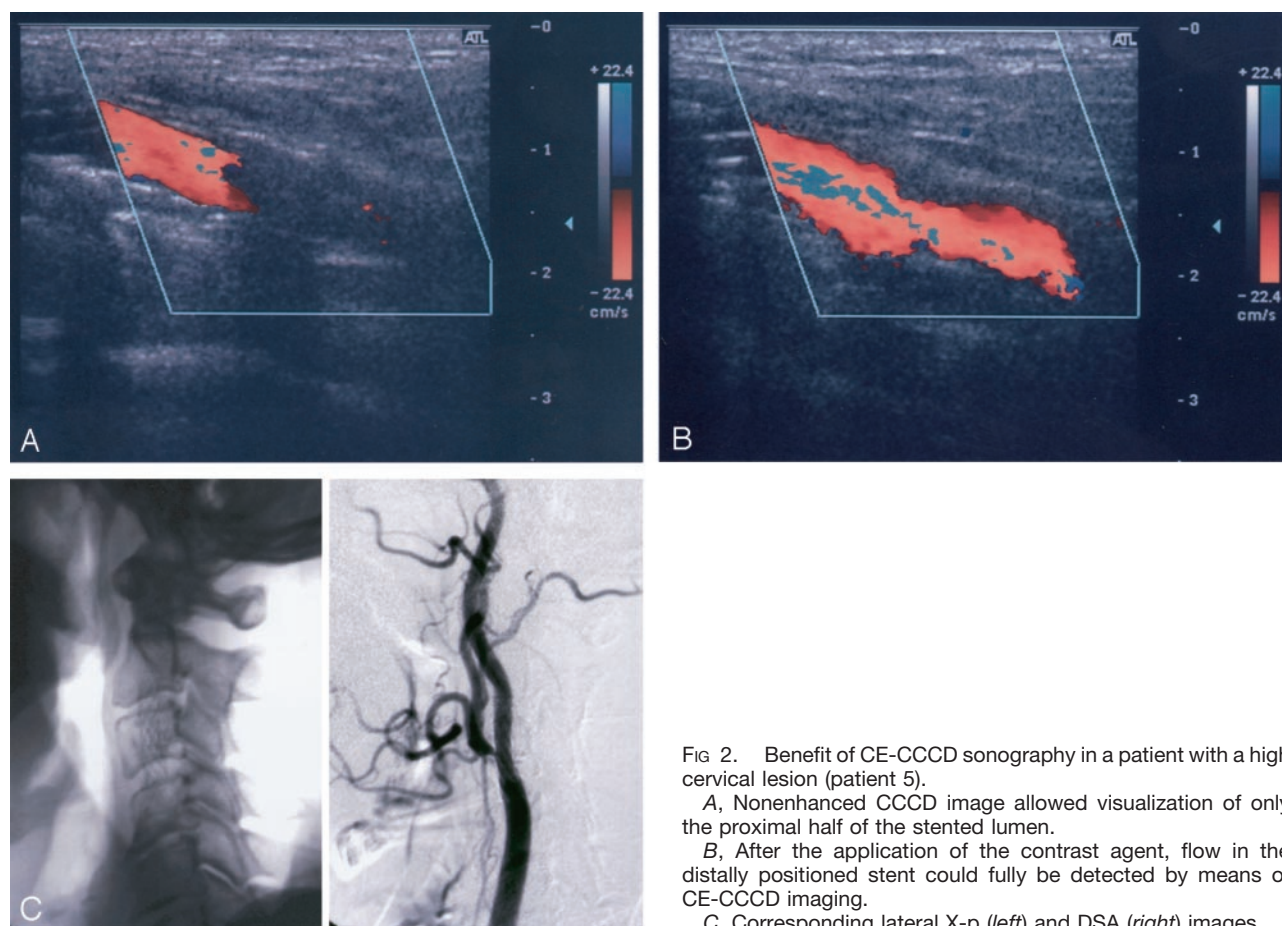 ATL
-0
+ 22.4
- 1
- 2
- 22.4
cm/s
- 3
A
ATL
-0
+ 22.4
- 1
2
- 22.4
cm/s
- 3
B
C
FIG 2. Benefit of CE-CCCD sonography in a patient with a high
cervical lesion (patient 5).
A, Nonenhanced CCCD image allowed visualization of only
the proximal half of the stented lumen.
B, After the application of the contrast agent, flow in the
distally positioned stent could fully be detected by means o
CE-CCCD imaging.
C, Corresponding lateral X-p (left) and DSA (right) images.